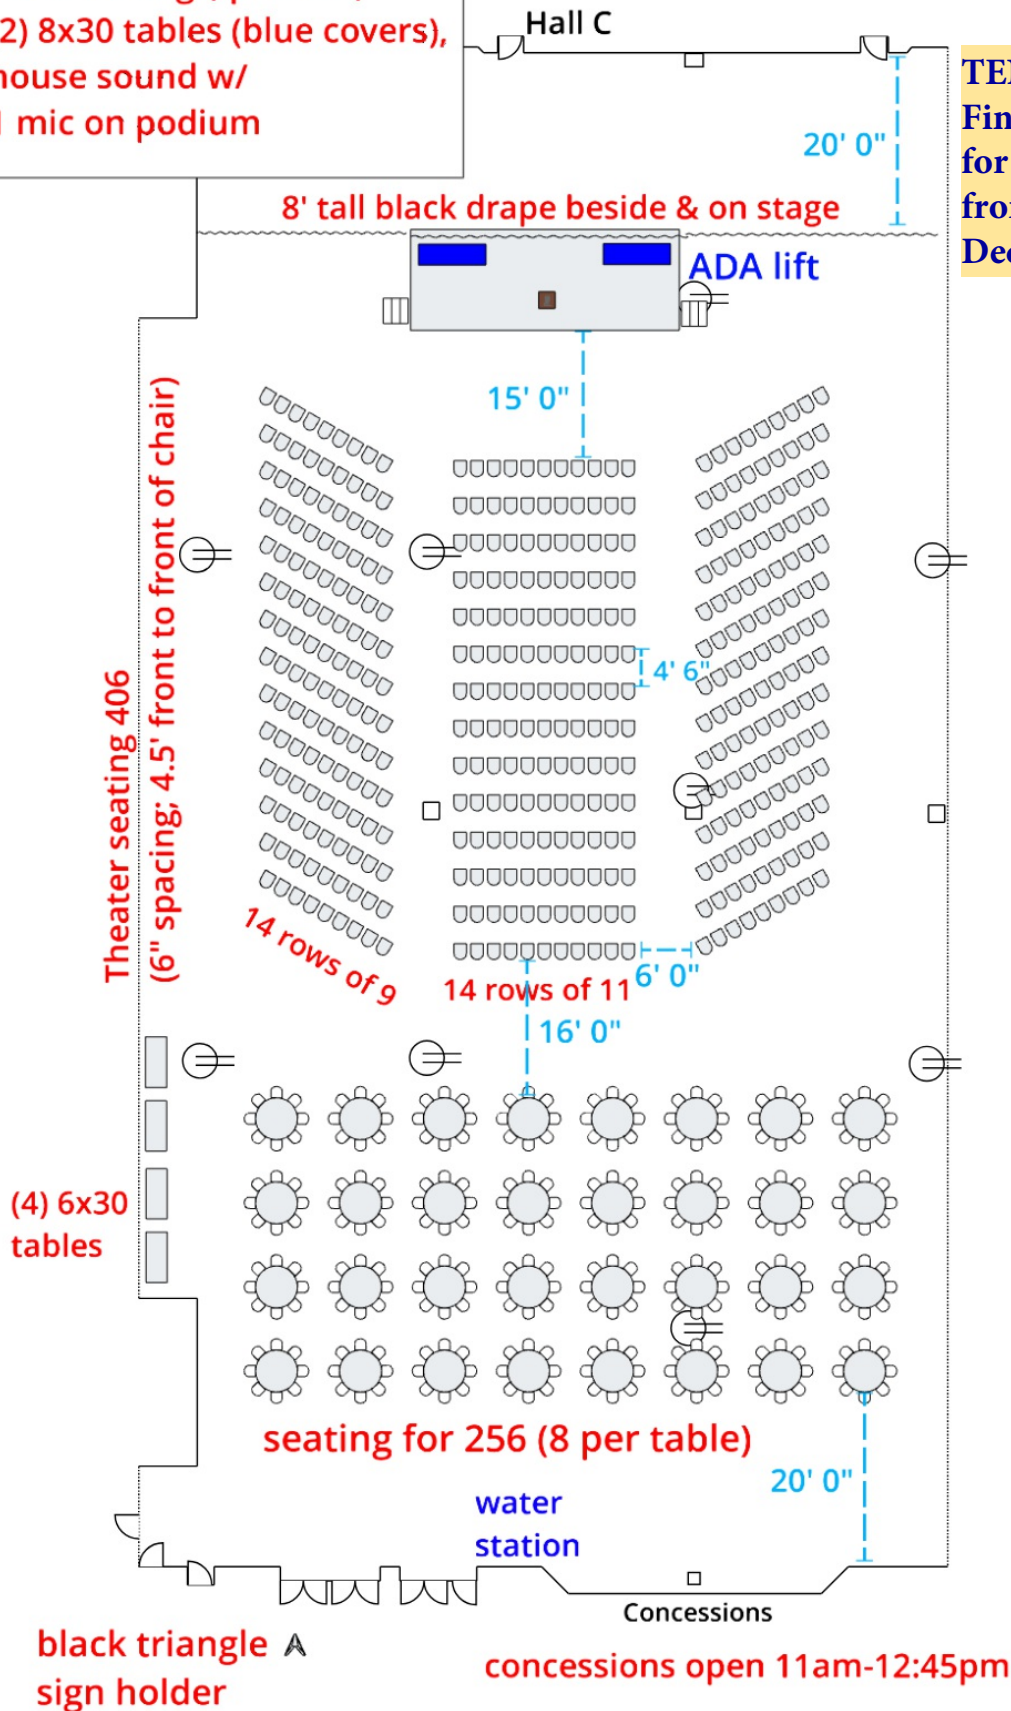 2) 8x30 tables (blue covers),
house sound w/
mic on podium
Hall C
20' 0"
for
8' tall black drape beside & on stage
ADA lift
15' 0"
Theater seating 406
(6" spacing; 4.5' front to front of chair)
4' 6"
14 rows of 9
14 rows of 11
6' 0"
16' 0"
(4) 6x30
tables
seating for 256 (8 per table)
20' 0"
water
station
Concessions
black triangle
sign holder
concessions open 11am-12:45pm